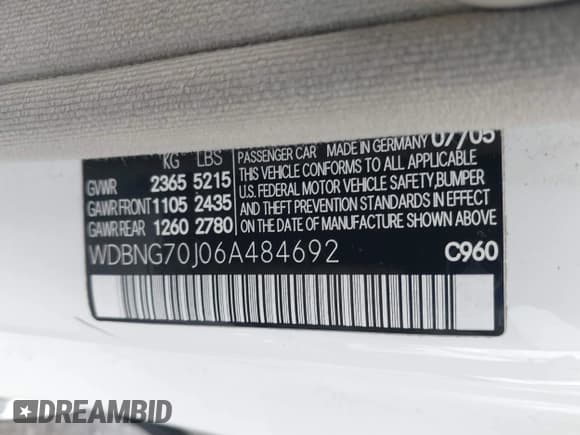 KG LBS
GVWR 2365 5215
GAWR FRONT 1105 2435
GAWR REAR 1260 2780
PASSENGER CAR MADE IN GERMANY 07/05
THIS VEHICLE CONFORMS TO ALL APPLICABLE
U.S. FEDERAL MOTOR VEHICLE SAFETY,BUMPER
AND THEFT PREVENTION STANDARDS IN EFFECT
ON THE DATE OF MANUFACTURE SHOWN ABOVE.
WDBNG70J06A484692 C960
DREAMBID